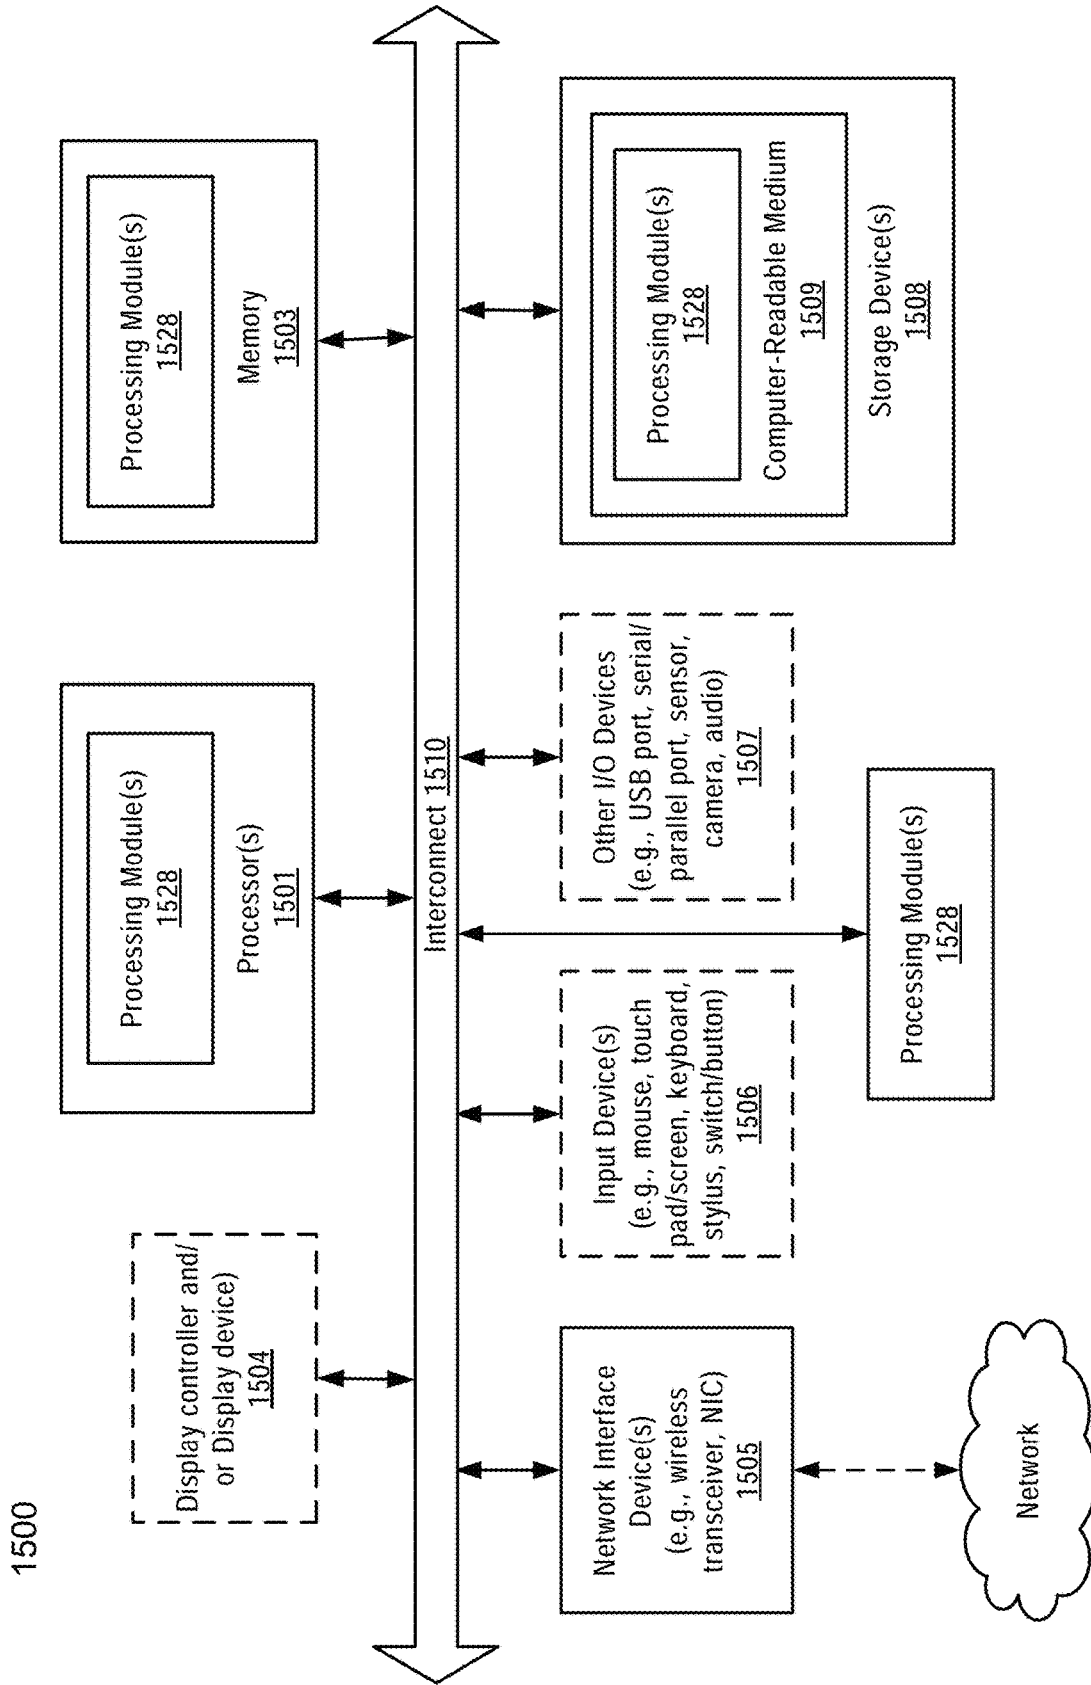 1500
Processing Module(s)
1528
Processor(s)
1501
Processing Module(s)
1528
Memory
1503
Display controller and/
or Display device)
1504
Interconnect 1510
Network Interface
Device(s)
(e.g., wireless
transceiver, NIC)
1505
Input Device(s)
(e.g., mouse, touch
pad/screen, keyboard,
stylus, switch/button)
1506
Other I/O Devices
(e.g., USB port, serial/
parallel port, sensor,
camera, audio)
1507
Processing Module(s)
1528
Computer-Readable Medium
1509
Storage Device(s)
1508
Processing Module(s)
1528
Network